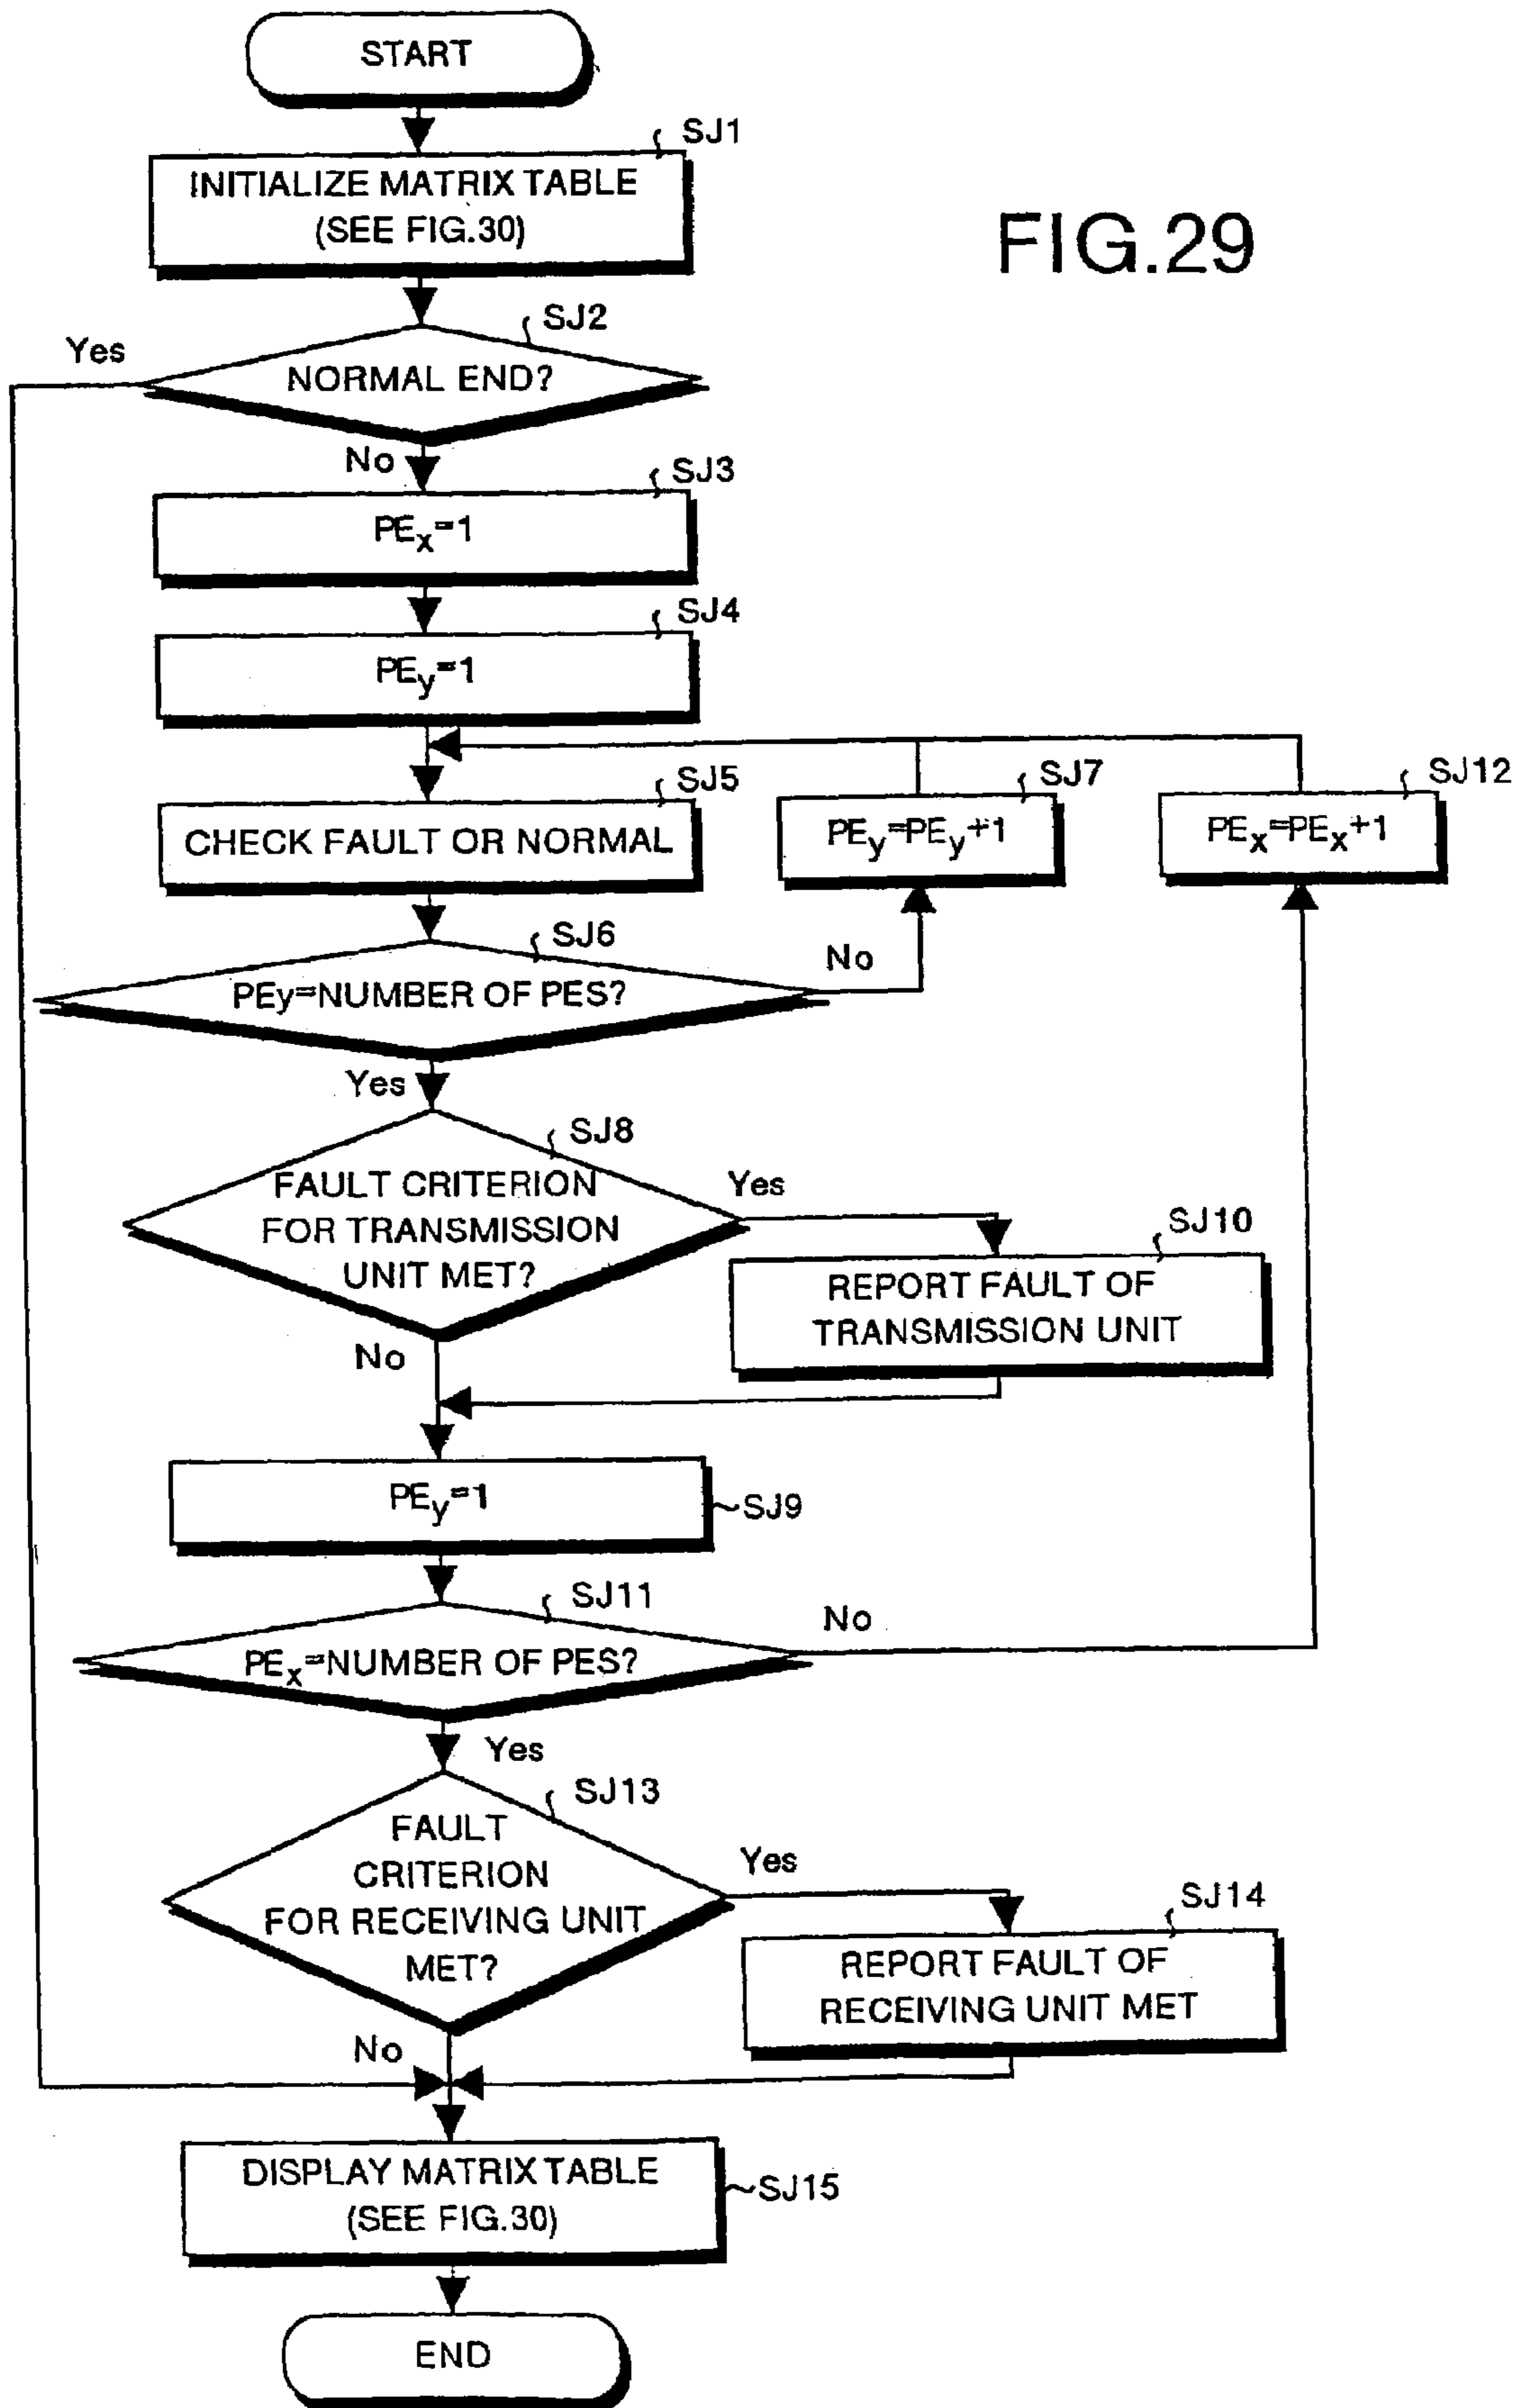 START
SJ1
INITIALIZE MATRIX TABLE
(SEE FIG.30)
FIG.29
SJ2
Yes
NORMAL END?
No
SJ3
PEx=1
SJ4
PEy=1
SJ5
CHECK FAULT OR NORMAL
SJ7
PEy=PEy+1
SJ12
PEx=PEx+1
SJ6
PEy=NUMBER OF PES?
No
Yes
SJ8
FAULT CRITERION
FOR TRANSMISSION
UNIT MET?
Yes
SJ10
REPORT FAULT OF
TRANSMISSION UNIT
No
PEy=1
SJ9
SJ11
PEx=NUMBER OF PES?
No
Yes
SJ13
FAULT
CRITERION
FOR RECEIVING UNIT
MET?
Yes
SJ14
REPORT FAULT OF
RECEIVING UNIT MET
No
DISPLAY MATRIX TABLE
(SEE FIG.30)
SJ15
END